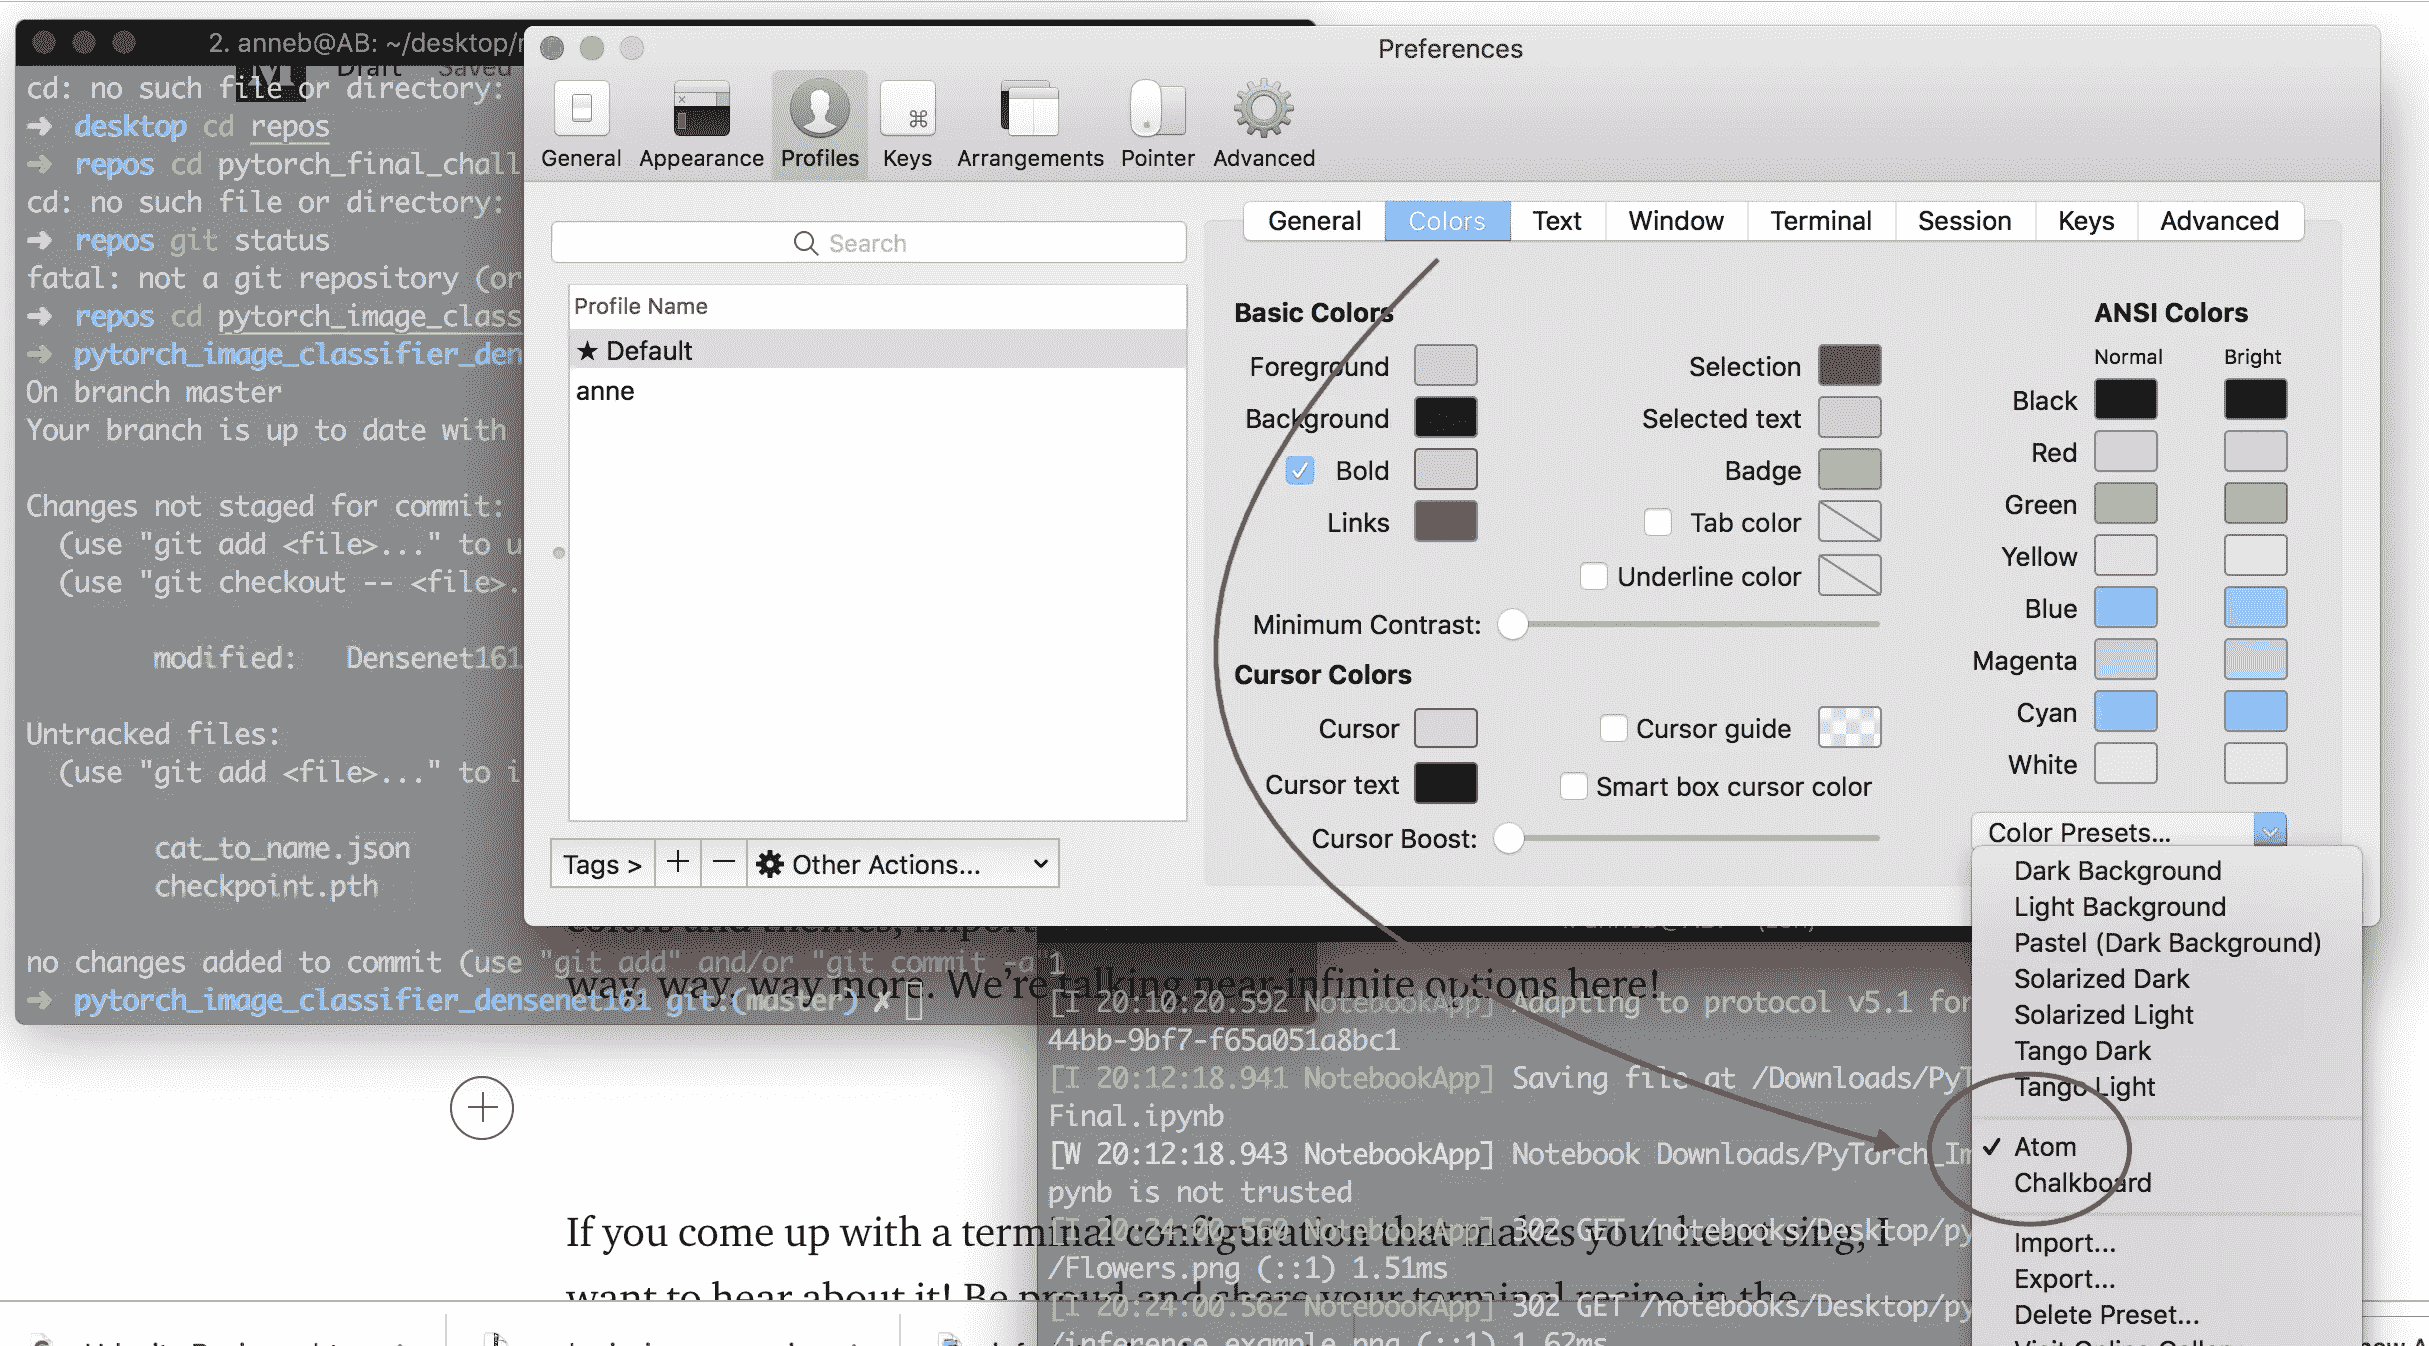 2. anneb@AB: ~/desktop/r
Draft Saved
cd: no such file or directory:
➜ desktop cd repos
➜ repos cd pytorch_final_chall
cd: no such file or directory:
➜ repos git status
fatal: not a git repository (or
➜ repos cd pytorch_image_class
➜ pytorch_image_classifier_den
On branch master
Your branch is up to date with
Changes not staged for commit:
(use "git add <file>..." to u
(use "git checkout -- <file>.
modified: Densenet161
Untracked files:
(use "git add <file>..." to i
cat_to_name.json
checkpoint.pth
no changes added to commit (use "git add" and/or "git commit -a"
➜ pytorch_image_classifier_densenet161 git:(master) ✗
Preferences
General Appearance Profiles Keys Arrangements Pointer Advanced
Search
Profile Name
★ Default
anne
Tags > + − Other Actions...
General Colors Text Window Terminal Session Keys Advanced
Basic Colors
Foreground
Background
Bold
Links
Selection
Selected text
Badge
Tab color
Underline color
Minimum Contrast:
Cursor Colors
Cursor
Cursor text
Cursor guide
Smart box cursor color
Cursor Boost:
ANSI Colors
Normal Bright
Black
Red
Green
Yellow
Blue
Magenta
Cyan
White
Color Presets...
Dark Background
Light Background
Pastel (Dark Background)
Solarized Dark
Solarized Light
Tango Dark
Tango Light
✓ Atom
Chalkboard
Import...
Export...
Delete Preset...
colors and themes,
way, way, way more. We're talking near-infinite options here!
[I 20:10:20.592 NotebookApp] Adapting to protocol v5.1 for
44bb-9bf7-f65a051a8bc1
[I 20:12:18.941 NotebookApp] Saving file at /Downloads/PyT
Final.ipynb
[W 20:12:18.943 NotebookApp] Notebook Downloads/PyTorch_Im
pynb is not trusted
[I 20:24:00.560 NotebookApp] 302 GET /notebooks/Desktop/py
/Flowers.png (::1) 1.51ms
[I 20:24:00.562 NotebookApp] 302 GET /notebooks/Desktop/py
/inference_example.png (::1) 1.62ms
If you come up with a terminal configuration that makes your heart sing, I
want to hear about it! Be proud and share your terminal recipe in the